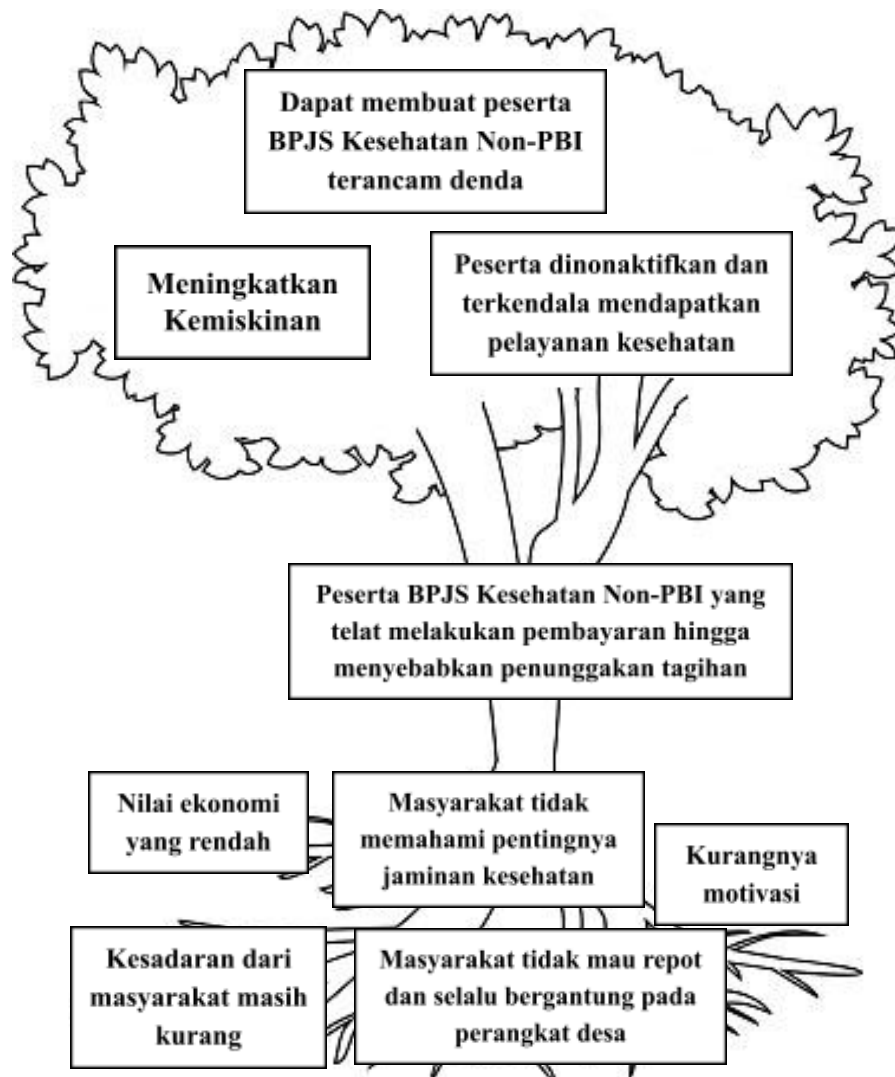 Dapat membuat peserta
BPJS Kesehatan Non-PBI
terancam denda
Meningkatkan
Kemiskinan
Peserta dinonaktifkan dan
terkendala mendapatkan
pelayanan kesehatan
Peserta BPJS Kesehatan Non-PBI yang
telat melakukan pembayaran hingga
menyebabkan penunggakan tagihan
Nilai ekonomi
yang rendah
Masyarakat tidak
memahami pentingnya
jaminan kesehatan
Kurangnya
motivasi
Kesadaran dari
masyarakat masih
kurang
Masyarakat tidak mau repot
dan selalu bergantung pada
perangkat desa